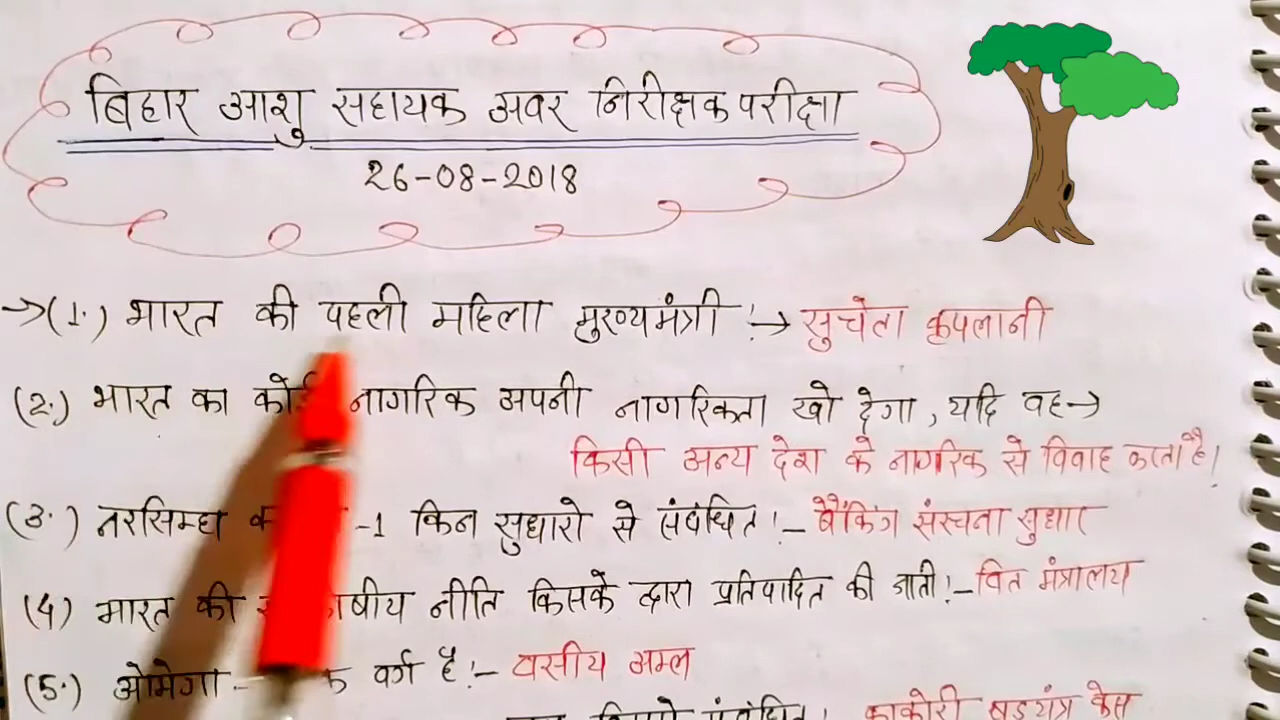 बिहार आशु सहायक अवर निरीक्षक परीक्षा
26-08-2018
→(1.) भारत की पहली महिला मुख्यमंत्री :→ सुचेता कृपलानी
(2.) भारत का नागरिक अपनी नागरिकता खो देगा, यदि वह→
किसी अन्य देश के नागरिक से विवाह करता है।
(3.) नरसिम्हा -1 किन सुधारो से संबंधित!- बैंकिंग संरचना सुधार
(4) भारत की नीति किसके द्वारा प्रतिपादित की जाती!- वित मंत्रालय
(5.) ओमेगा- वर्ग है!- वसीय अम्ल
काकोरी षडयंत्र केस